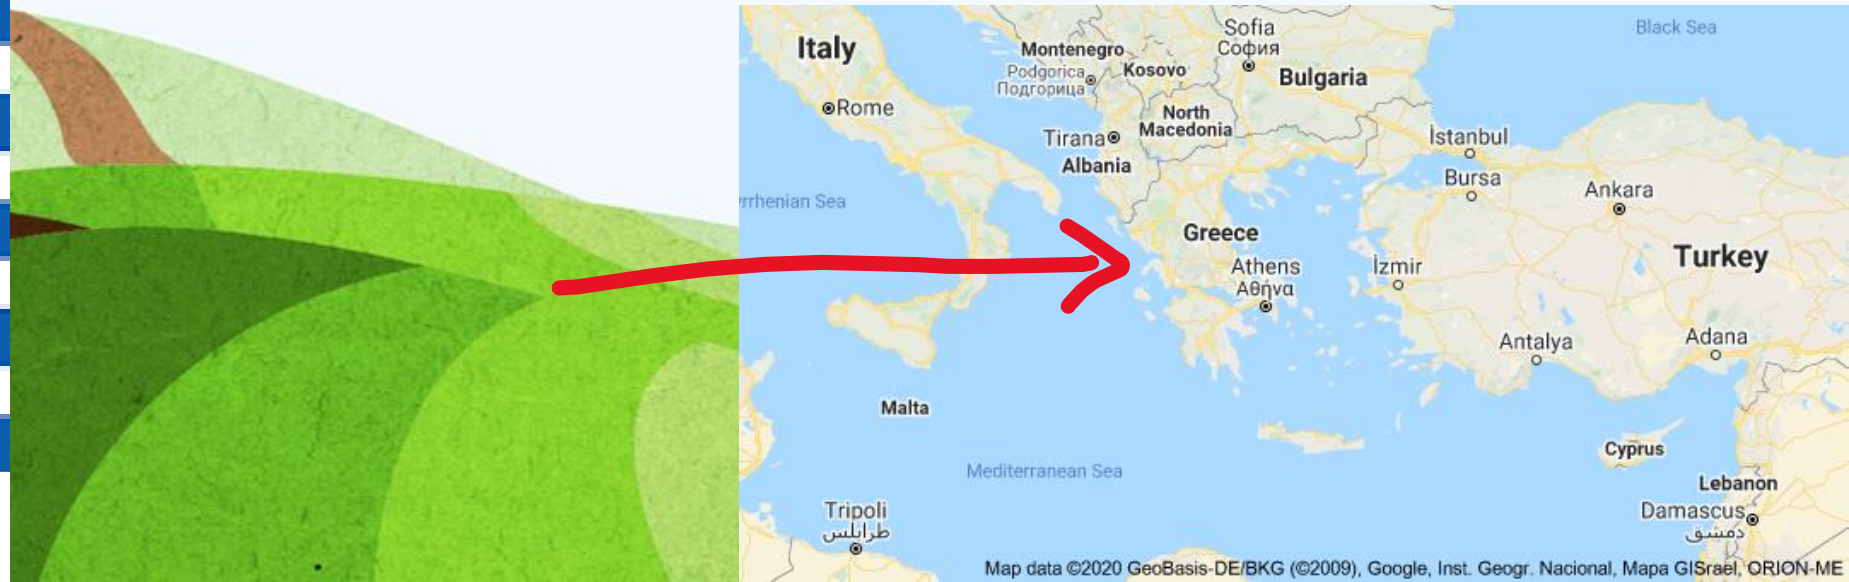 Sofia
София
Black Sea
Italy
Montenegro
Podgorica
Подгорица
Kosovo
Bulgaria
Rome
North
Macedonia
Tirana
Albania
İstanbul
Bursa
Ankara
yrrhenian Sea
Greece
Turkey
Athens
Αθήνα
İzmir
Antalya
Adana
Malta
Cyprus
Mediterranean Sea
Lebanon
Damascus
دمشق
Tripoli
طرابلس
Map data ©2020 GeoBasis-DE/BKG (©2009), Google, Inst. Geogr. Nacional, Mapa GISrael, ORION-ME